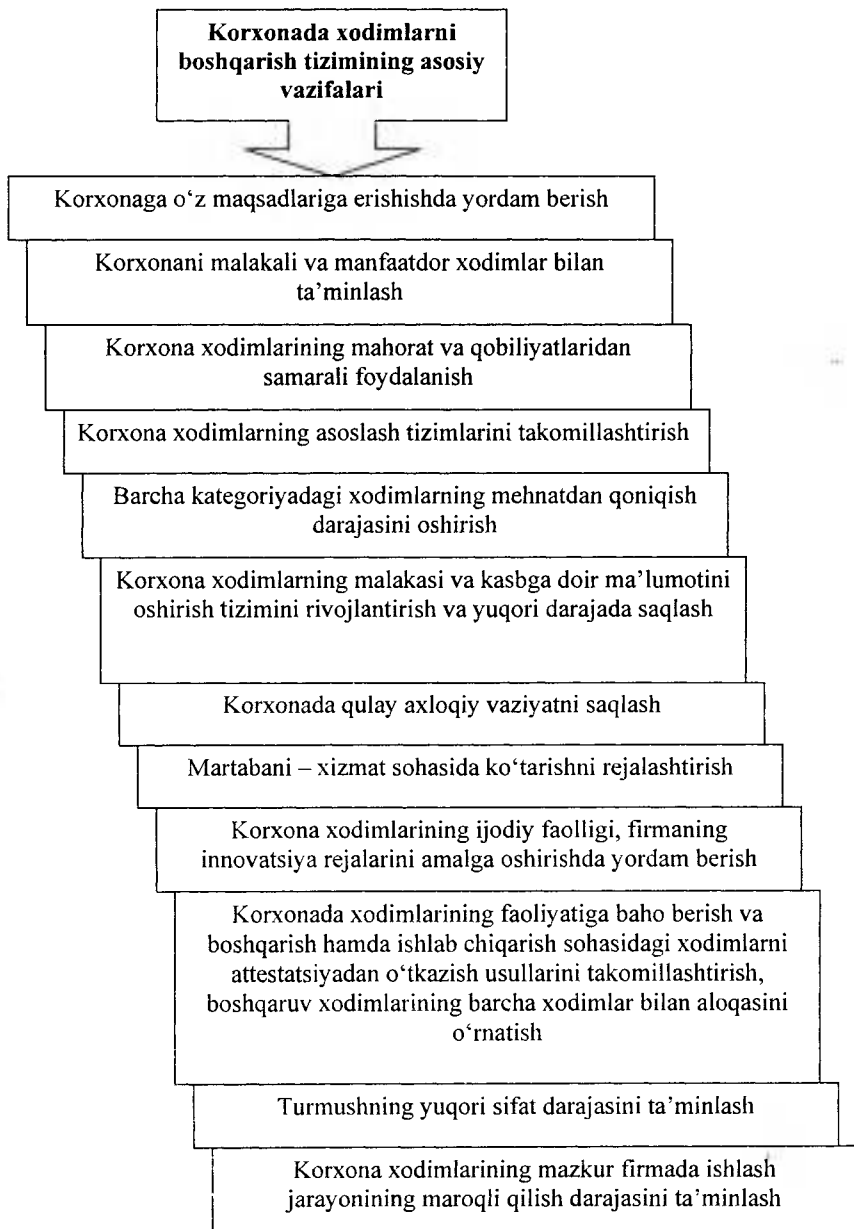 Korxonada xodimlarni
boshqarish tizimining asosiy
vazifalari
Korxonaga o‘z maqsadlariga erishishda yordam berish
Korxonani malakali va manfaatdor xodimlar bilan
ta’minlash
Korxona xodimlarining mahorat va qobiliyatlaridan
samarali foydalanish
Korxona xodimlarning asoslash tizimlarini takomillashtirish
Barcha kategoriyadagi xodimlarning mehnatdan qoniqish
darajasini oshirish
Korxona xodimlarning malakasi va kasbga doir ma’lumotini
oshirish tizimini rivojlantirish va yuqori darajada saqlash
Korxonada qulay axloqiy vaziyatni saqlash
Martabani – xizmat sohasida ko‘tarishni rejalashtirish
Korxona xodimlarining ijodiy faolligi, firmaning
innovatsiya rejalarini amalga oshirishda yordam berish
Korxonada xodimlarining faoliyatiga baho berish va
boshqarish hamda ishlab chiqarish sohasidagi xodimlarni
attestatsiyadan o‘tkazish usullarini takomillashtirish,
boshqaruv xodimlarining barcha xodimlar bilan aloqasini
o‘rnatish
Turmushning yuqori sifat darajasini ta’minlash
Korxona xodimlarining mazkur firmada ishlash
jarayonining maroqli qilish darajasini ta’minlash